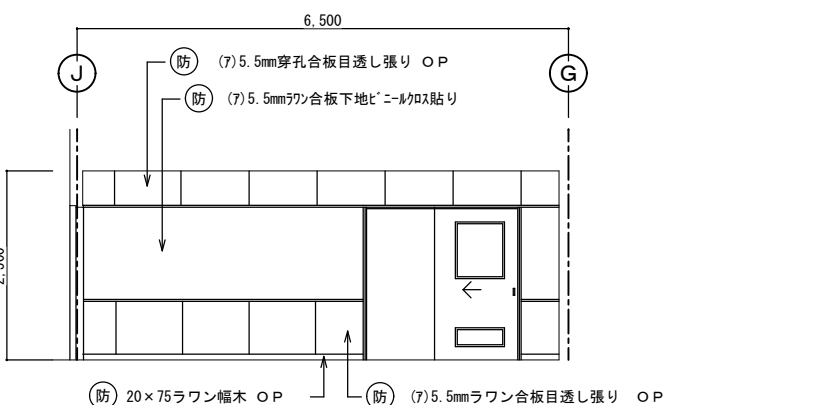 6,500
J
G
防 (ｱ)5.5㎜穿孔合板目透し張り ＯＰ
防 (ｱ)5.5㎜ﾗﾜﾝ合板下地ﾋﾞﾆｰﾙｸﾛｽ貼り
防 20×75ラワン幅木 ＯＰ
防 (ｱ)5.5㎜ラワン合板目透し張り ＯＰ